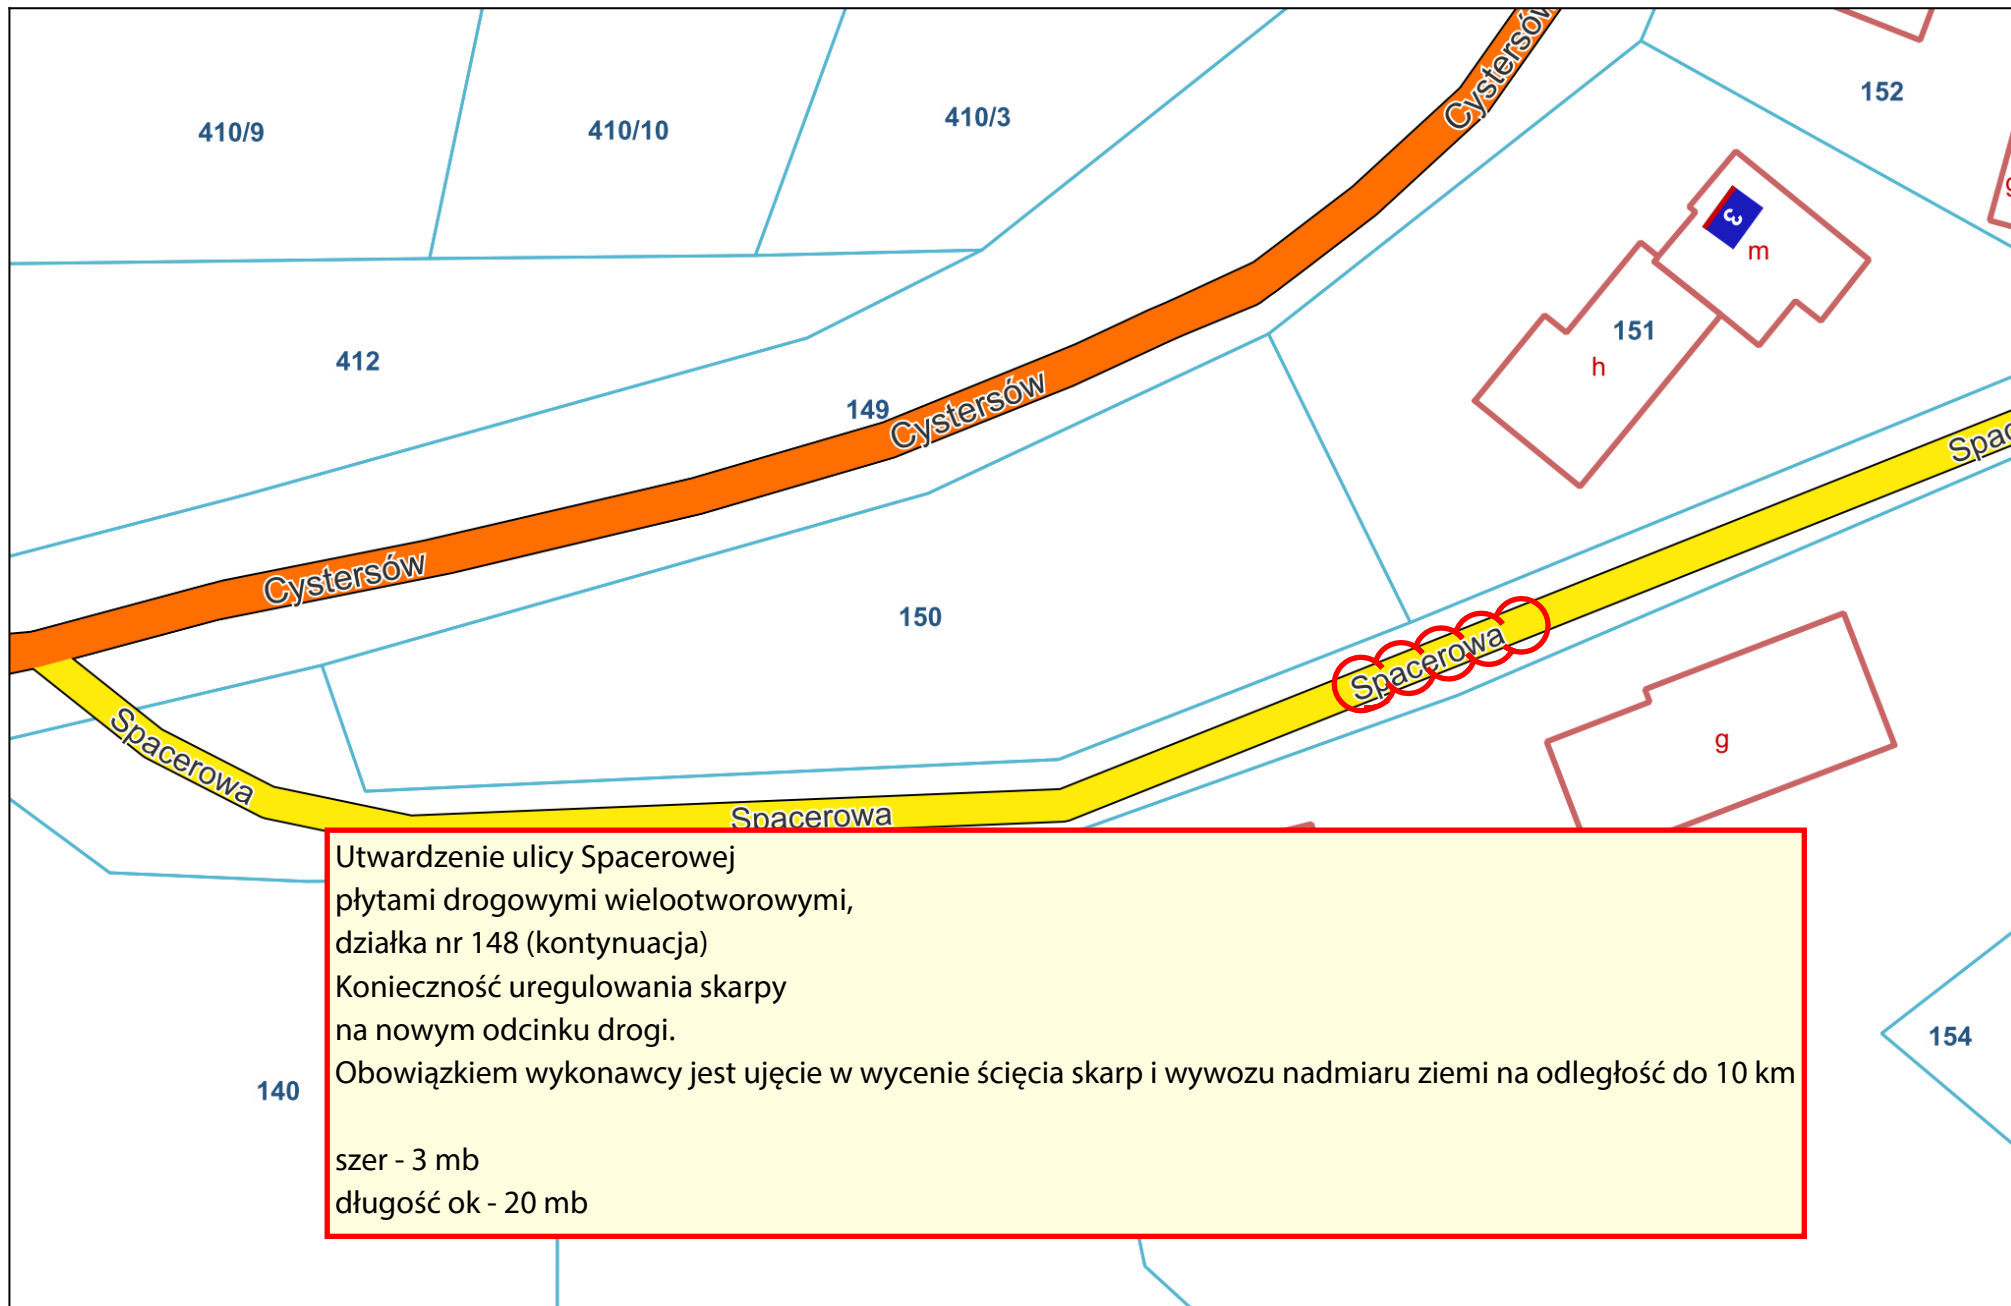 Cystersów
152
410/3
410/10
410/9
3
m
151
412
h
149
Cystersów
Spac
Cystersów
150
Spacerowa
Spacerowa
g
Spacerowa
Utwardzenie ulicy Spacerowej
płytami drogowymi wielootworowymi,
działka nr 148 (kontynuacja)
Konieczność uregulowania skarpy
na nowym odcinku drogi.
Obowiązkiem wykonawcy jest ujęcie w wycenie ścięcia skarp i wywozu nadmiaru ziemi na odległość do 10 km
szer - 3 mb
długość ok - 20 mb
154
140